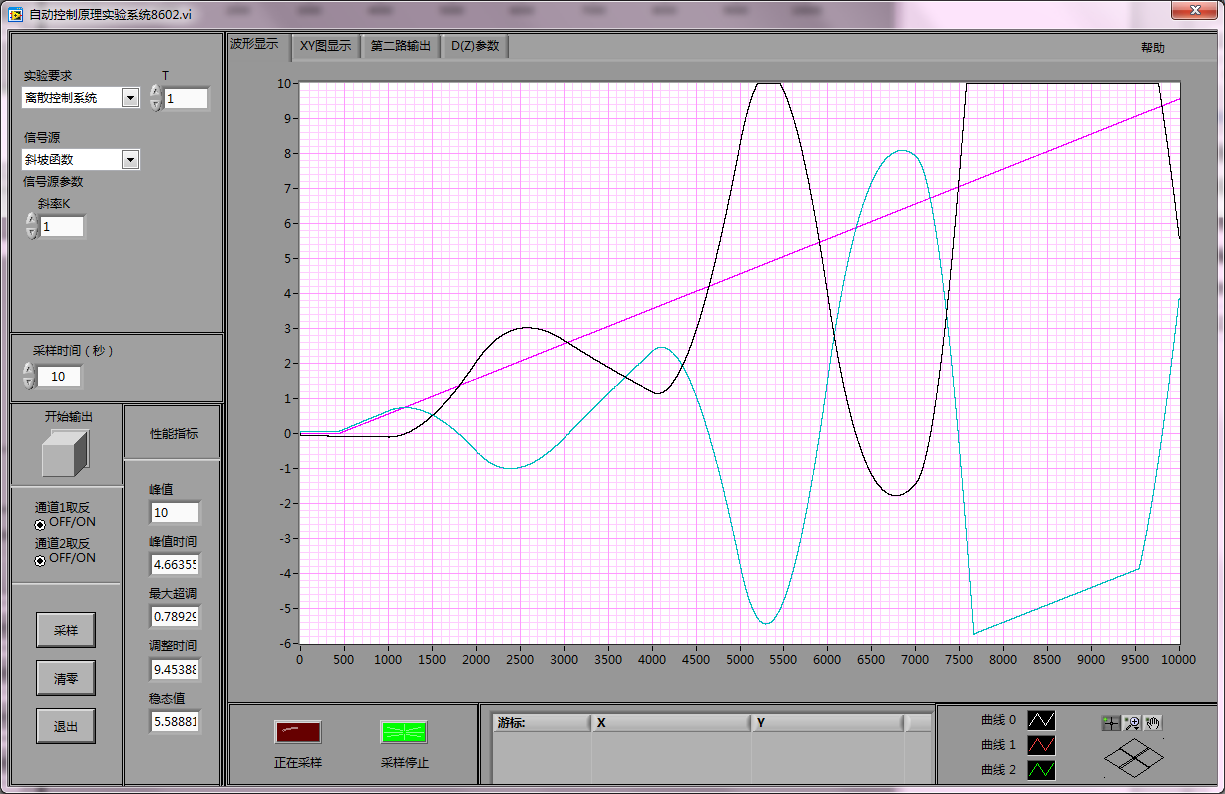 自动控制原理实验系统8602.vi
波形显示 XY图显示 第二路输出 D(Z)参数 帮助
实验要求 T
离散控制系统 1
信号源
斜坡函数
信号源参数
斜率K
1
采样时间（秒）
10
开始输出 性能指标
通道1取反
OFF/ON
通道2取反
OFF/ON
采样
清零
退出
峰值
10
峰值时间
4.66355
最大超调
0.78929
调整时间
9.45388
稳态值
5.58881
10
9
8
7
6
5
4
3
2
1
0
-1
-2
-3
-4
-5
-6
0 500 1000 1500 2000 2500 3000 3500 4000 4500 5000 5500 6000 6500 7000 7500 8000 8500 9000 9500 10000
正在采样 采样停止
游标: X Y
曲线 0
曲线 1
曲线 2